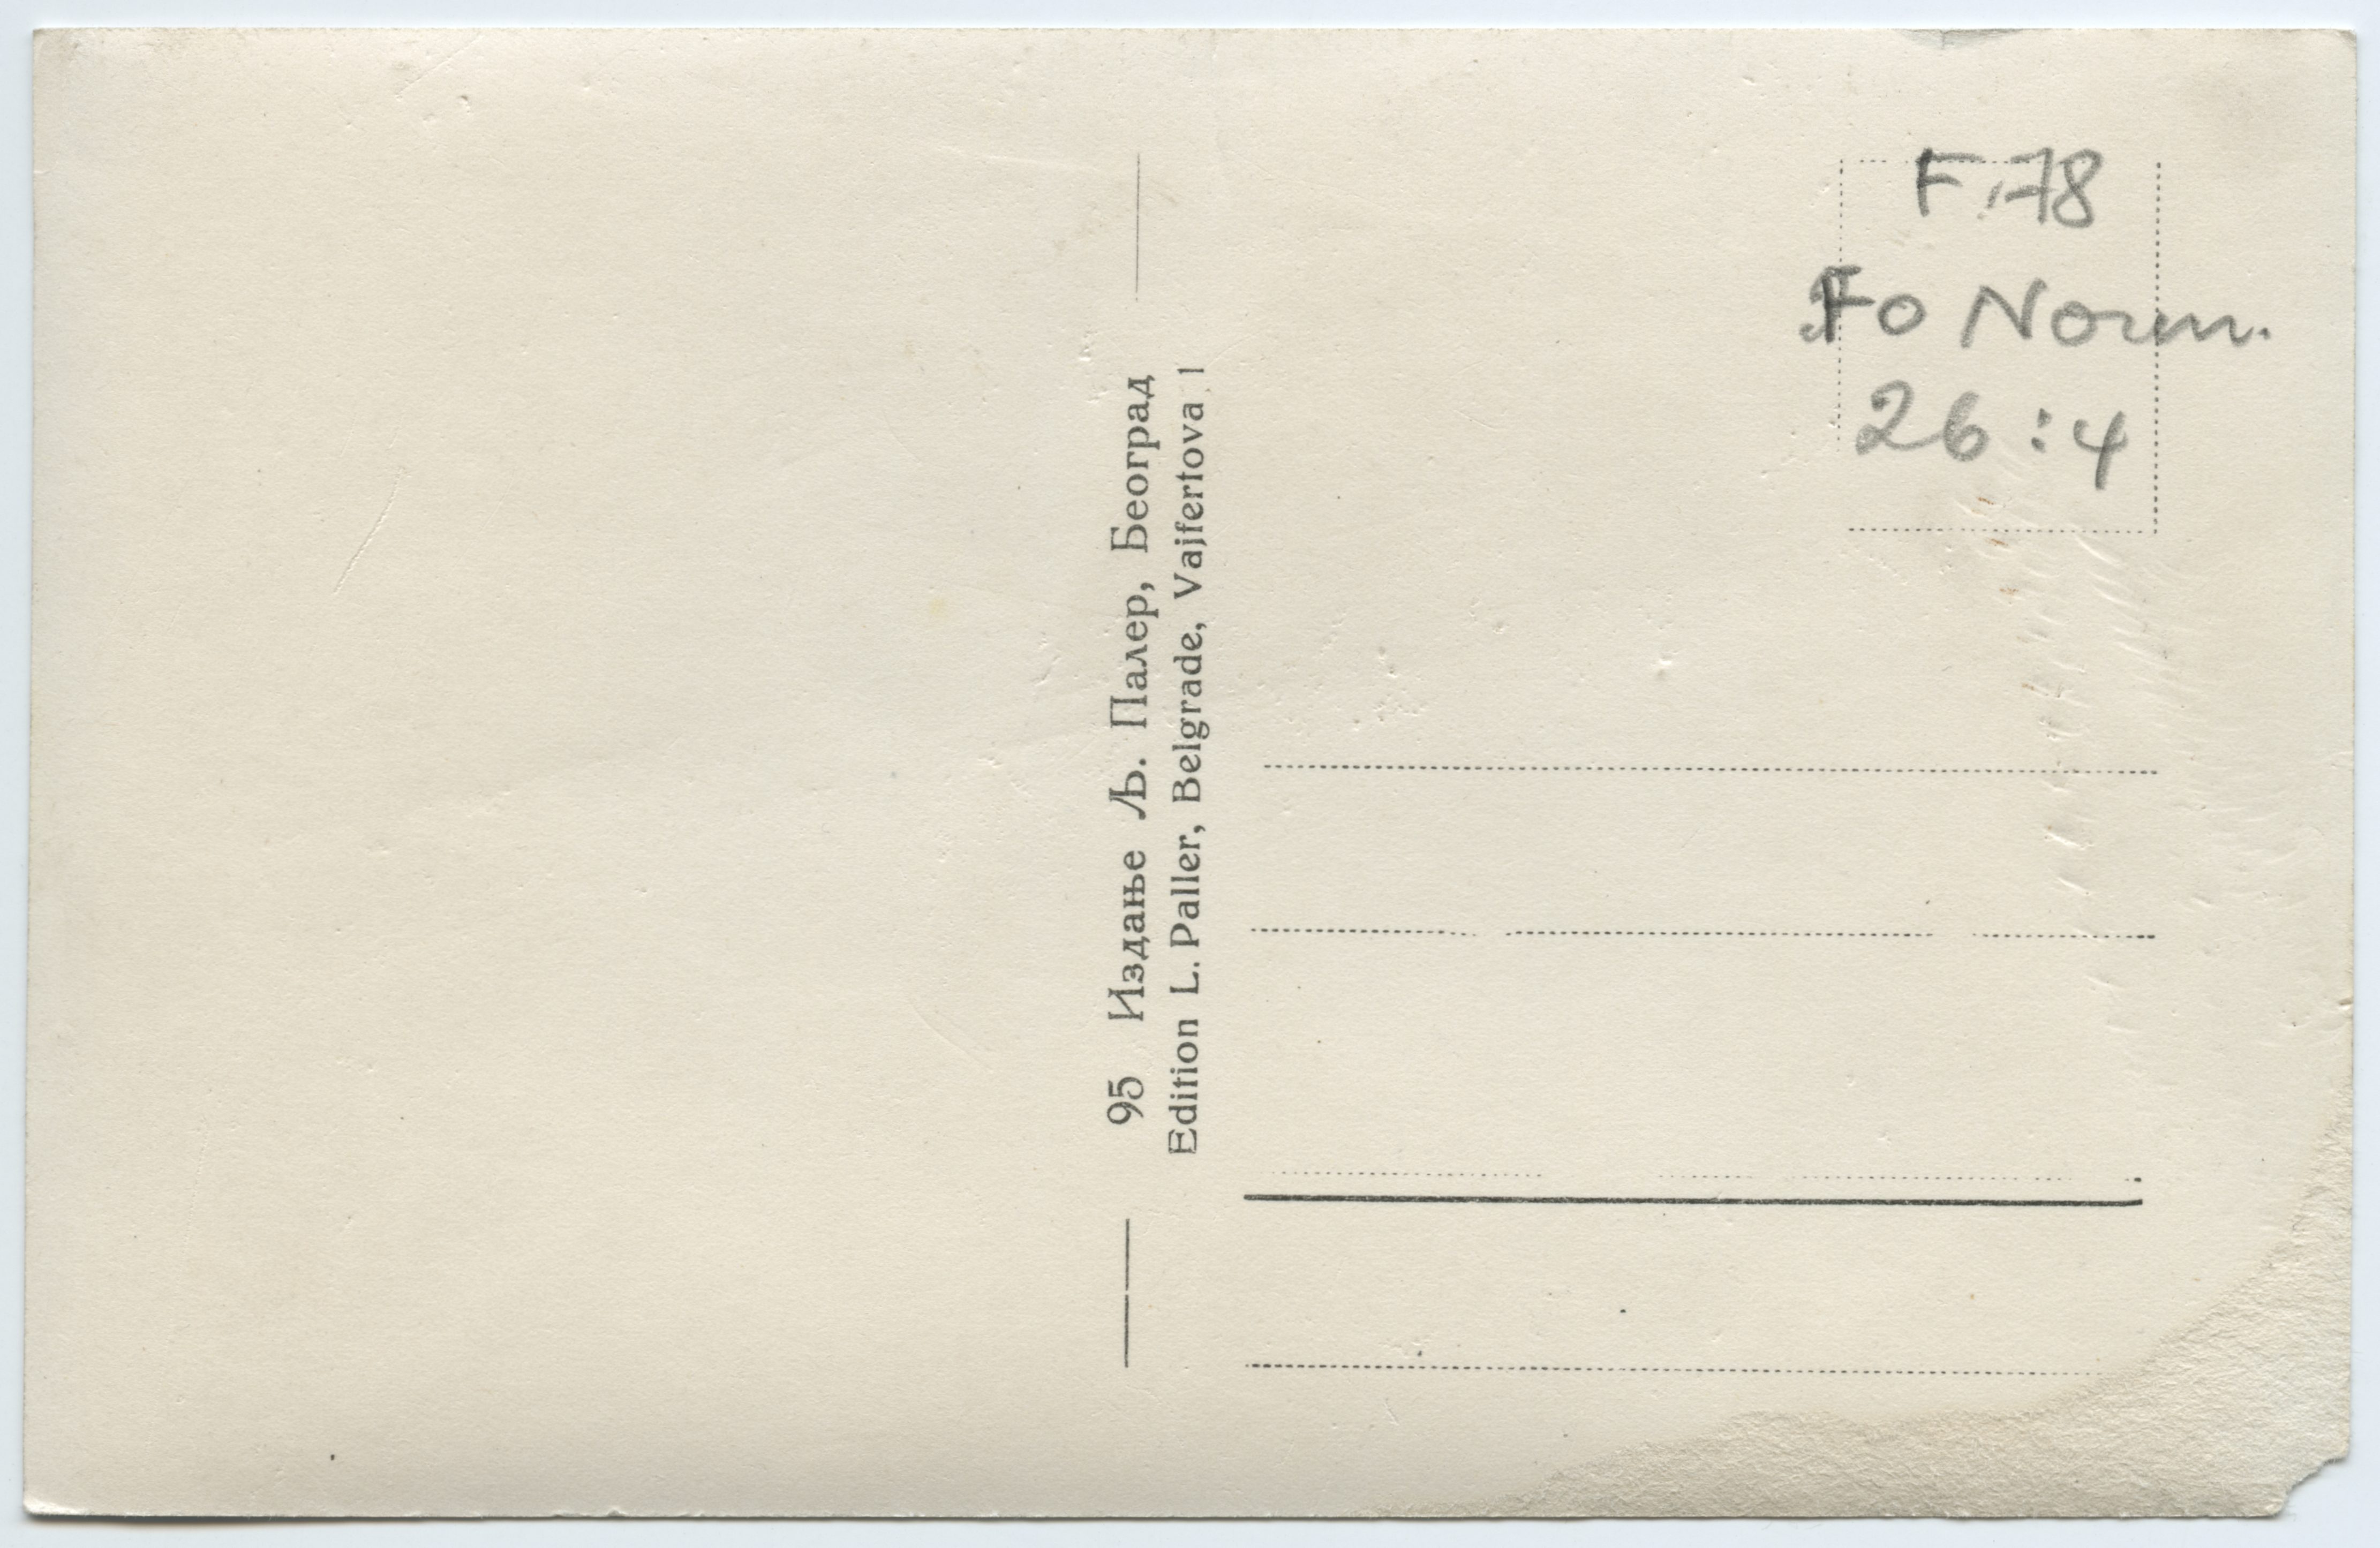 95 Издање Љ. Палер, Београд
Edition L. Paller, Belgrade, Vajfertova 1
F.78
Fo Norm.
26:4